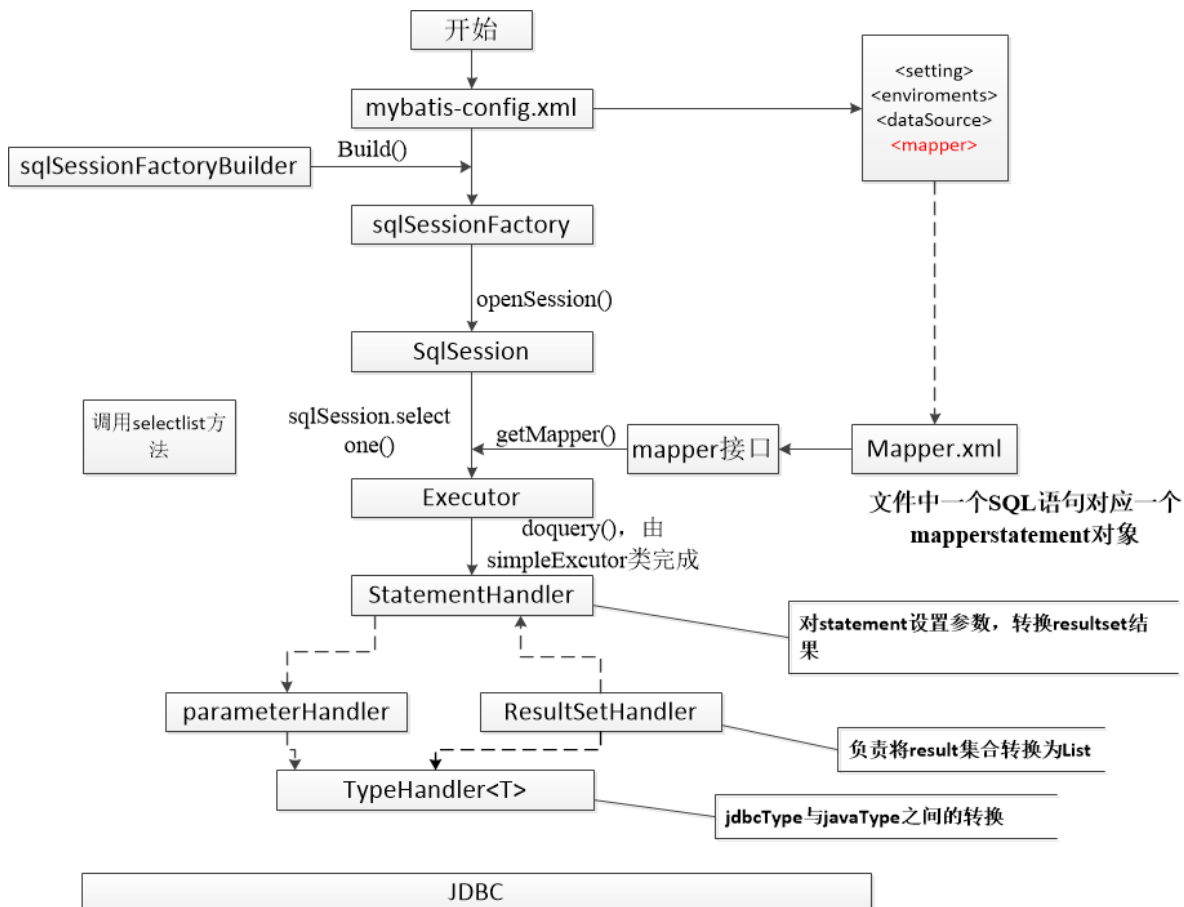 开始
mybatis-config.xml
<setting>
<enviroments>
<dataSource>
<mapper>
sqlSessionFactoryBuilder
Build()
sqlSessionFactory
openSession()
SqlSession
调用selectlist方
法
sqlSession.select
one()
getMapper()
mapper接口
Mapper.xml
文件中一个SQL语句对应一个
mapperstatement对象
Executor
doquery()，由
simpleExcutor类完成
StatementHandler
对statement设置参数，转换resultset结
果
parameterHandler
ResultSetHandler
负责将result集合转换为List
TypeHandler<T>
jdbcType与javaType之间的转换
JDBC